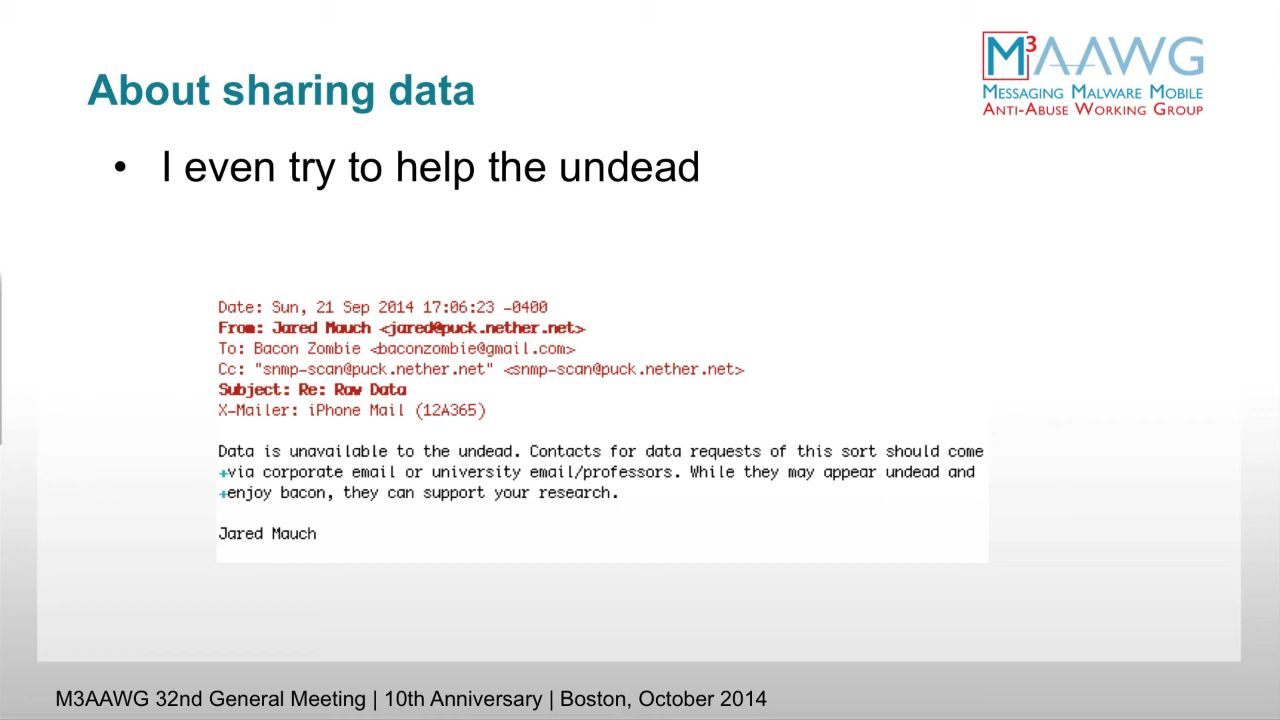 M3AAWG
MESSAGING MALWARE MOBILE
ANTI-ABUSE WORKING GROUP
About sharing data
• I even try to help the undead
Date: Sun, 21 Sep 2014 17:06:23 -0400
From: Jared Mauch <jared@puck.nether.net>
To: Bacon Zombie <baconzombie@gmail.com>
Cc: "snmp-scan@puck.nether.net" <snmp-scan@puck.nether.net>
Subject: Re: Raw Data
X-Mailer: iPhone Mail (12A365)
Data is unavailable to the undead. Contacts for data requests of this sort should come
+via corporate email or university email/professors. While they may appear undead and
+enjoy bacon, they can support your research.
Jared Mauch
M3AAWG 32nd General Meeting | 10th Anniversary | Boston, October 2014